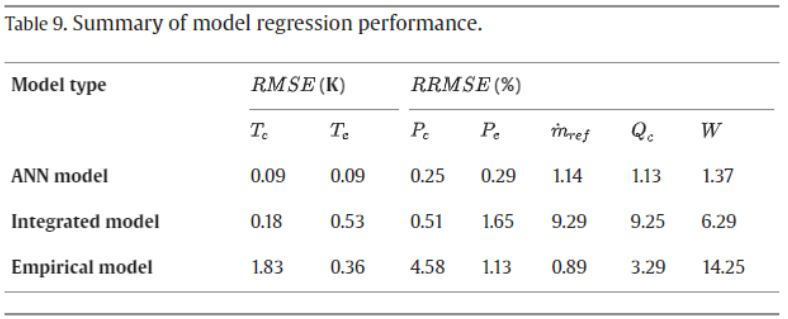 Table 9. Summary of model regression performance.
Model type RMSE (K) RRMSE (%)
T_c T_e P_c P_e ṁ_ref Q_c W
ANN model 0.09 0.09 0.25 0.29 1.14 1.13 1.37
Integrated model 0.18 0.53 0.51 1.65 9.29 9.25 6.29
Empirical model 1.83 0.36 4.58 1.13 0.89 3.29 14.25